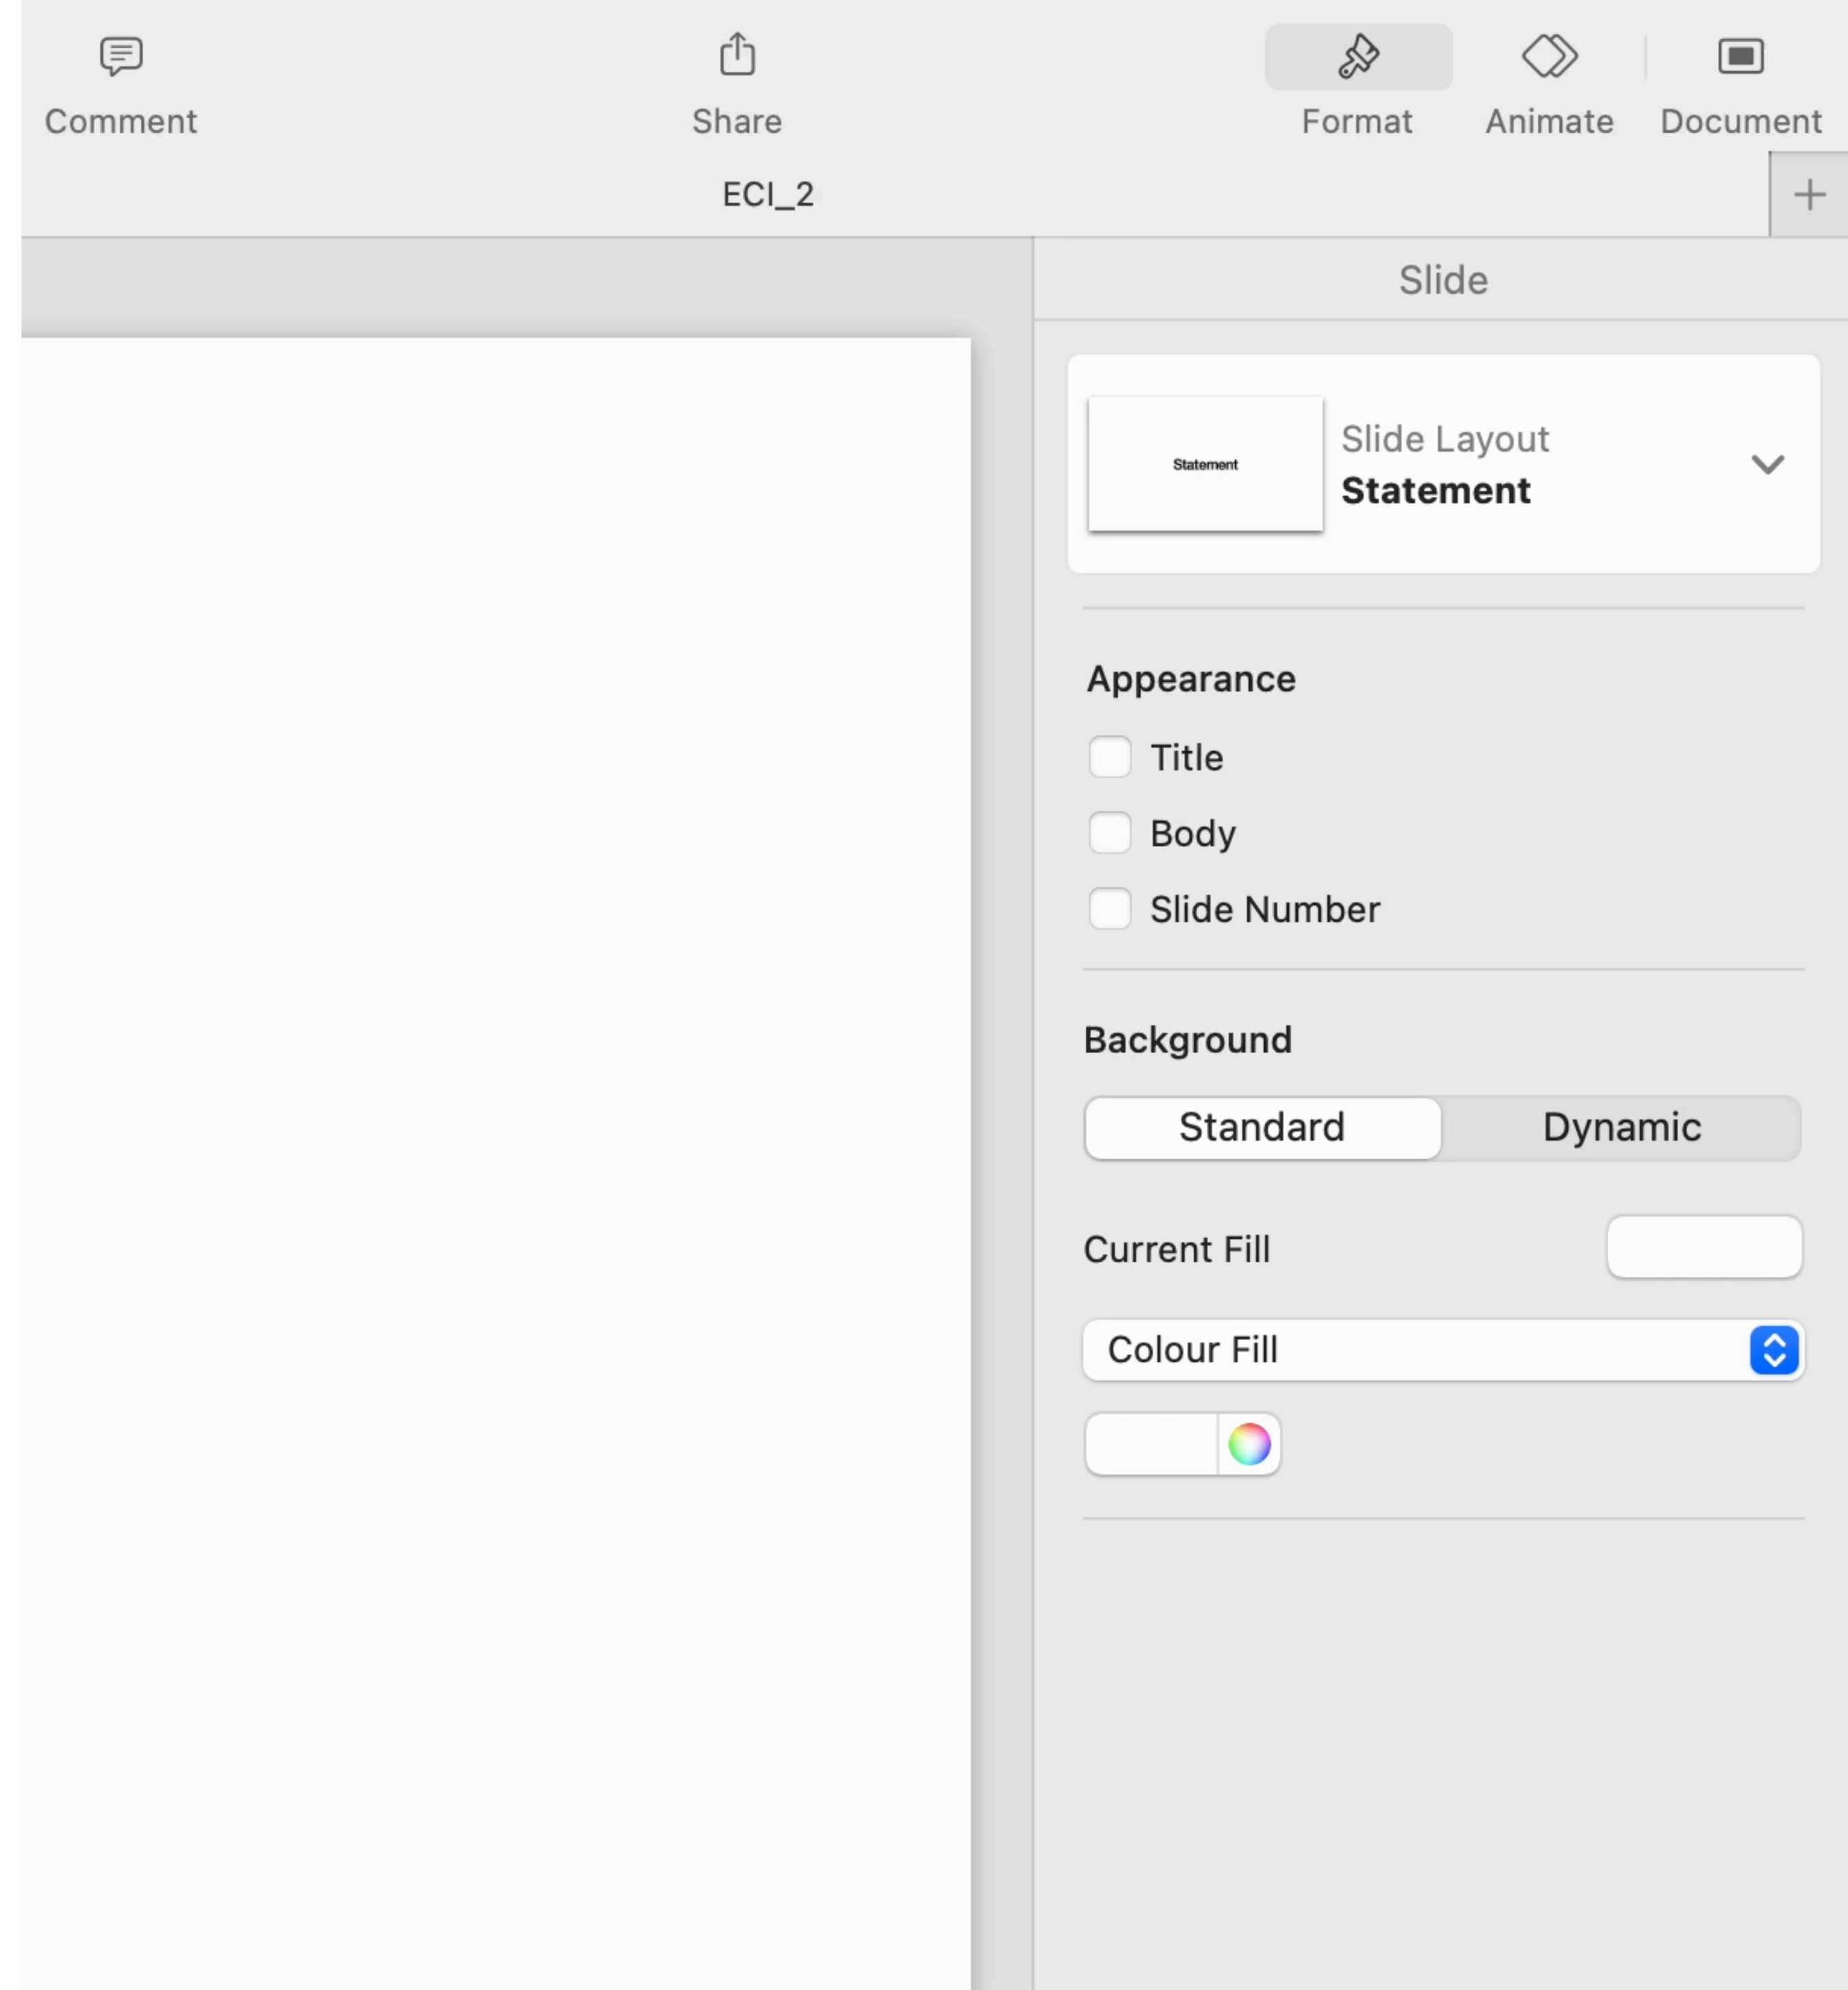 Comment
Share
Format
Animate
Document
ECI_2
Slide
Statement
Slide Layout
Statement
Appearance
Title
Body
Slide Number
Background
Standard
Dynamic
Current Fill
Colour Fill